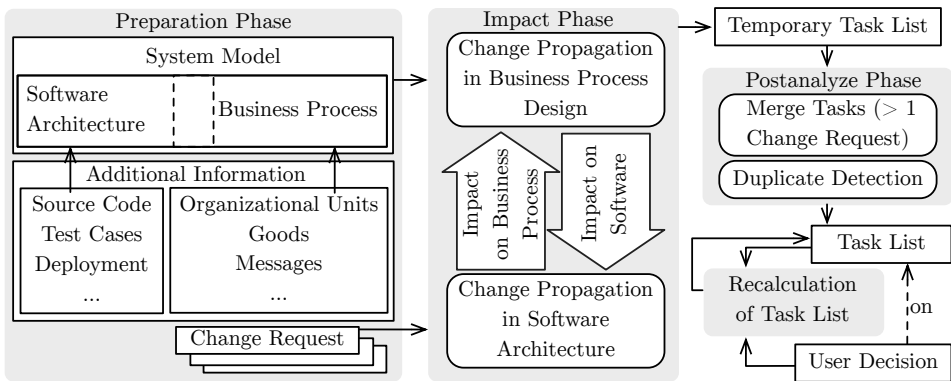 Preparation Phase
System Model
Software
Architecture
Business Process
Additional Information
Source Code
Test Cases
Deployment
...
Organizational Units
Goods
Messages
...
Change Request
Impact Phase
Change Propagation
in Business Process
Design
Impact
on Business
Process
Impact on
Software
Change Propagation
in Software
Architecture
Temporary Task List
Postanalyze Phase
Merge Tasks (> 1
Change Request)
Duplicate Detection
Task List
Recalculation
of Task List
on
User Decision